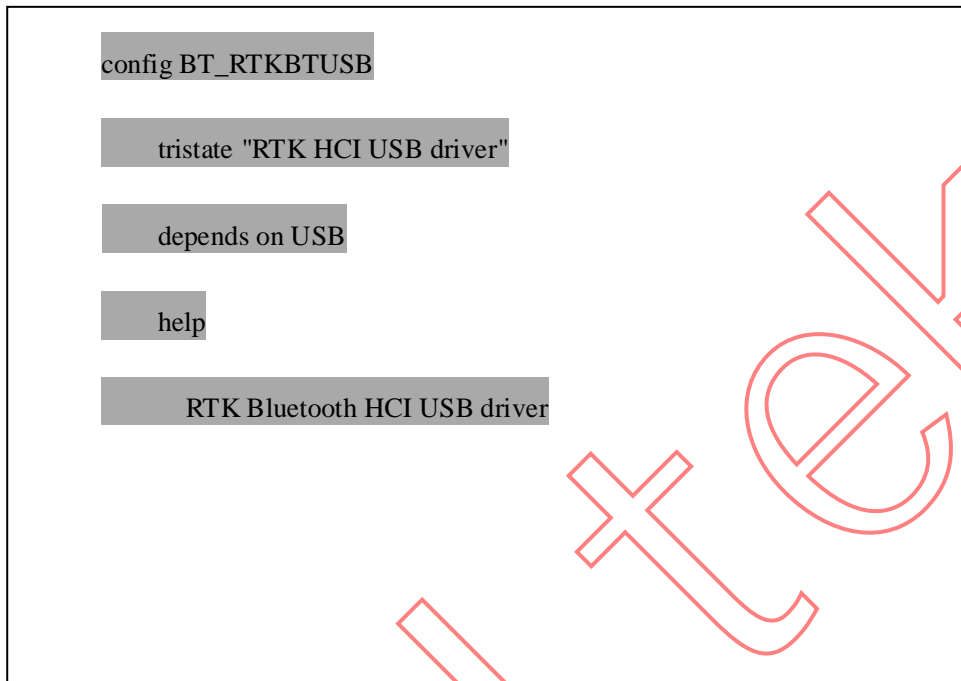 config BT_RTKBTUSB
tristate "RTK HCI USB driver"
depends on USB
help
RTK Bluetooth HCI USB driver